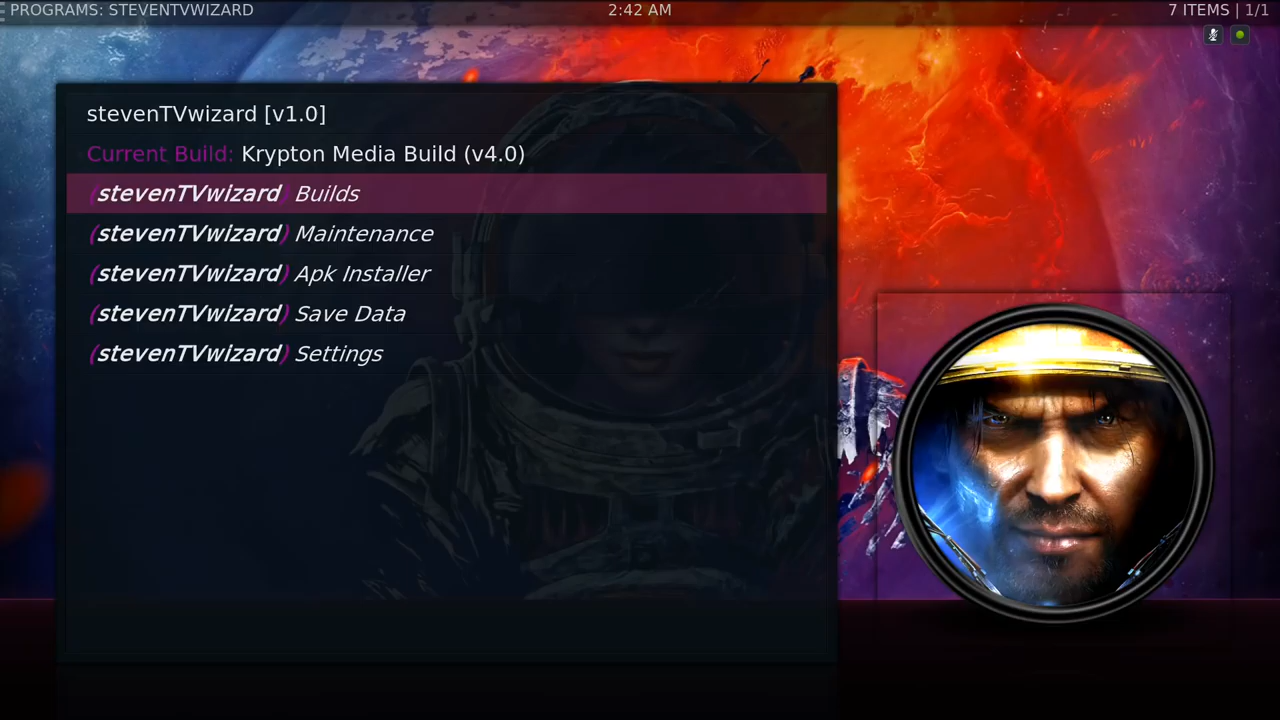 PROGRAMS: STEVENTVWIZARD
2:42 AM
7 ITEMS | 1/1
stevenTVwizard [v1.0]
Current Build: Krypton Media Build (v4.0)
(stevenTVwizard) Builds
(stevenTVwizard) Maintenance
(stevenTVwizard) Apk Installer
(stevenTVwizard) Save Data
(stevenTVwizard) Settings